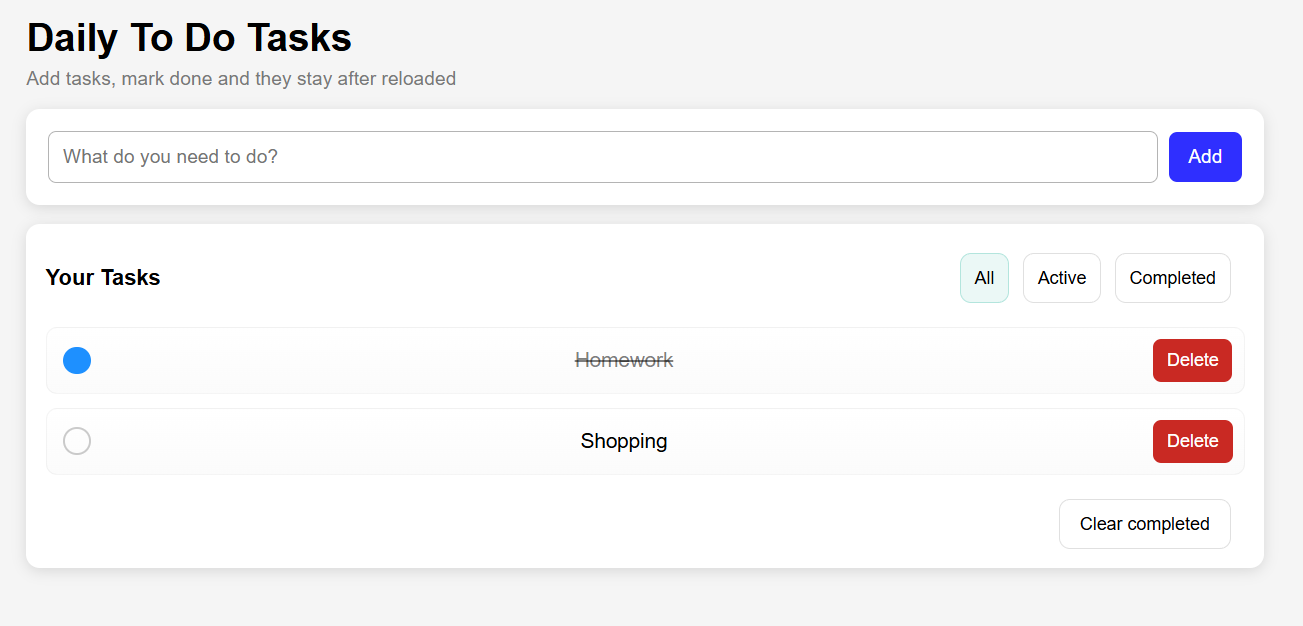 Daily To Do Tasks
Add tasks, mark done and they stay after reloaded
What do you need to do?
Add
Your Tasks
All
Active
Completed
Homework
Delete
Shopping
Delete
Clear completed